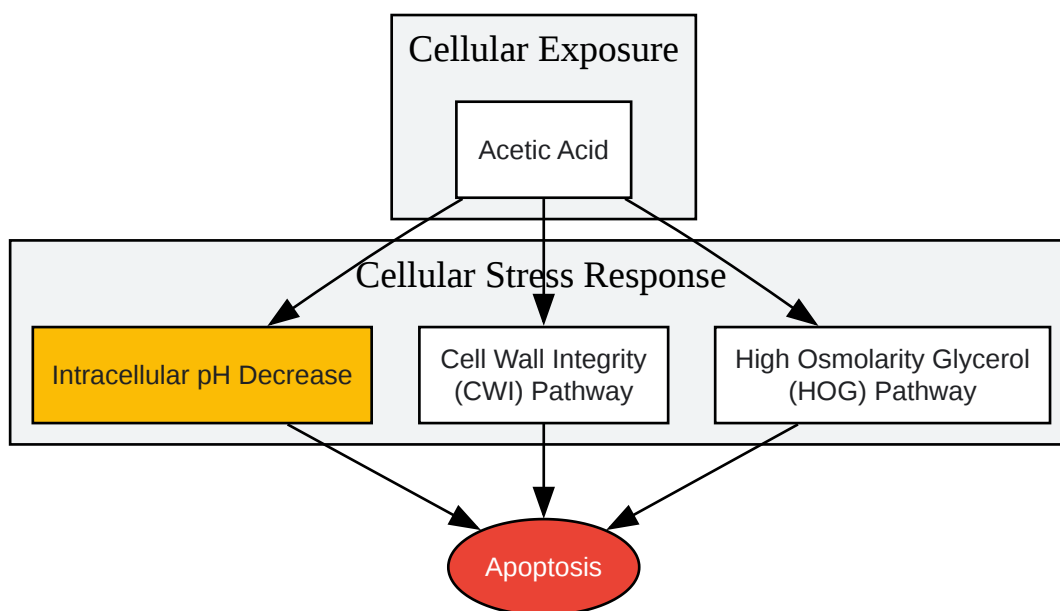 Cellular Exposure
Acetic Acid
Cellular Stress Response
Intracellular pH Decrease
Cell Wall Integrity
(CWI) Pathway
High Osmolarity Glycerol
(HOG) Pathway
Apoptosis